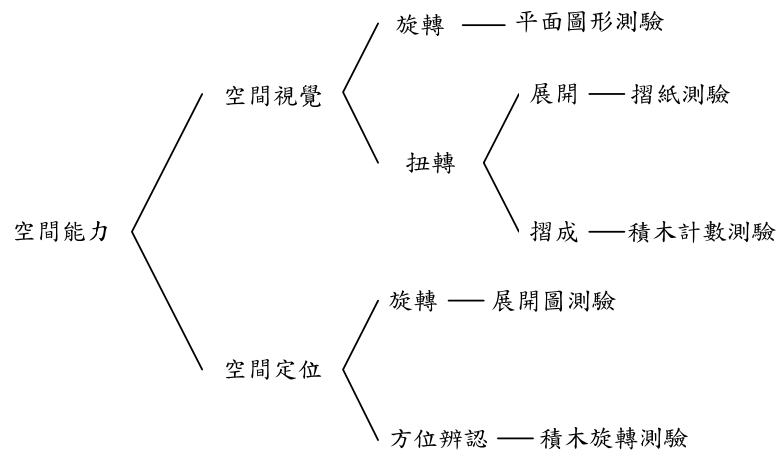 旋轉 — 平面圖形測驗
展開 — 摺紙測驗
空間視覺
扭轉
空間能力
摺成 — 積木計數測驗
旋轉 — 展開圖測驗
空間定位
方位辨認 — 積木旋轉測驗